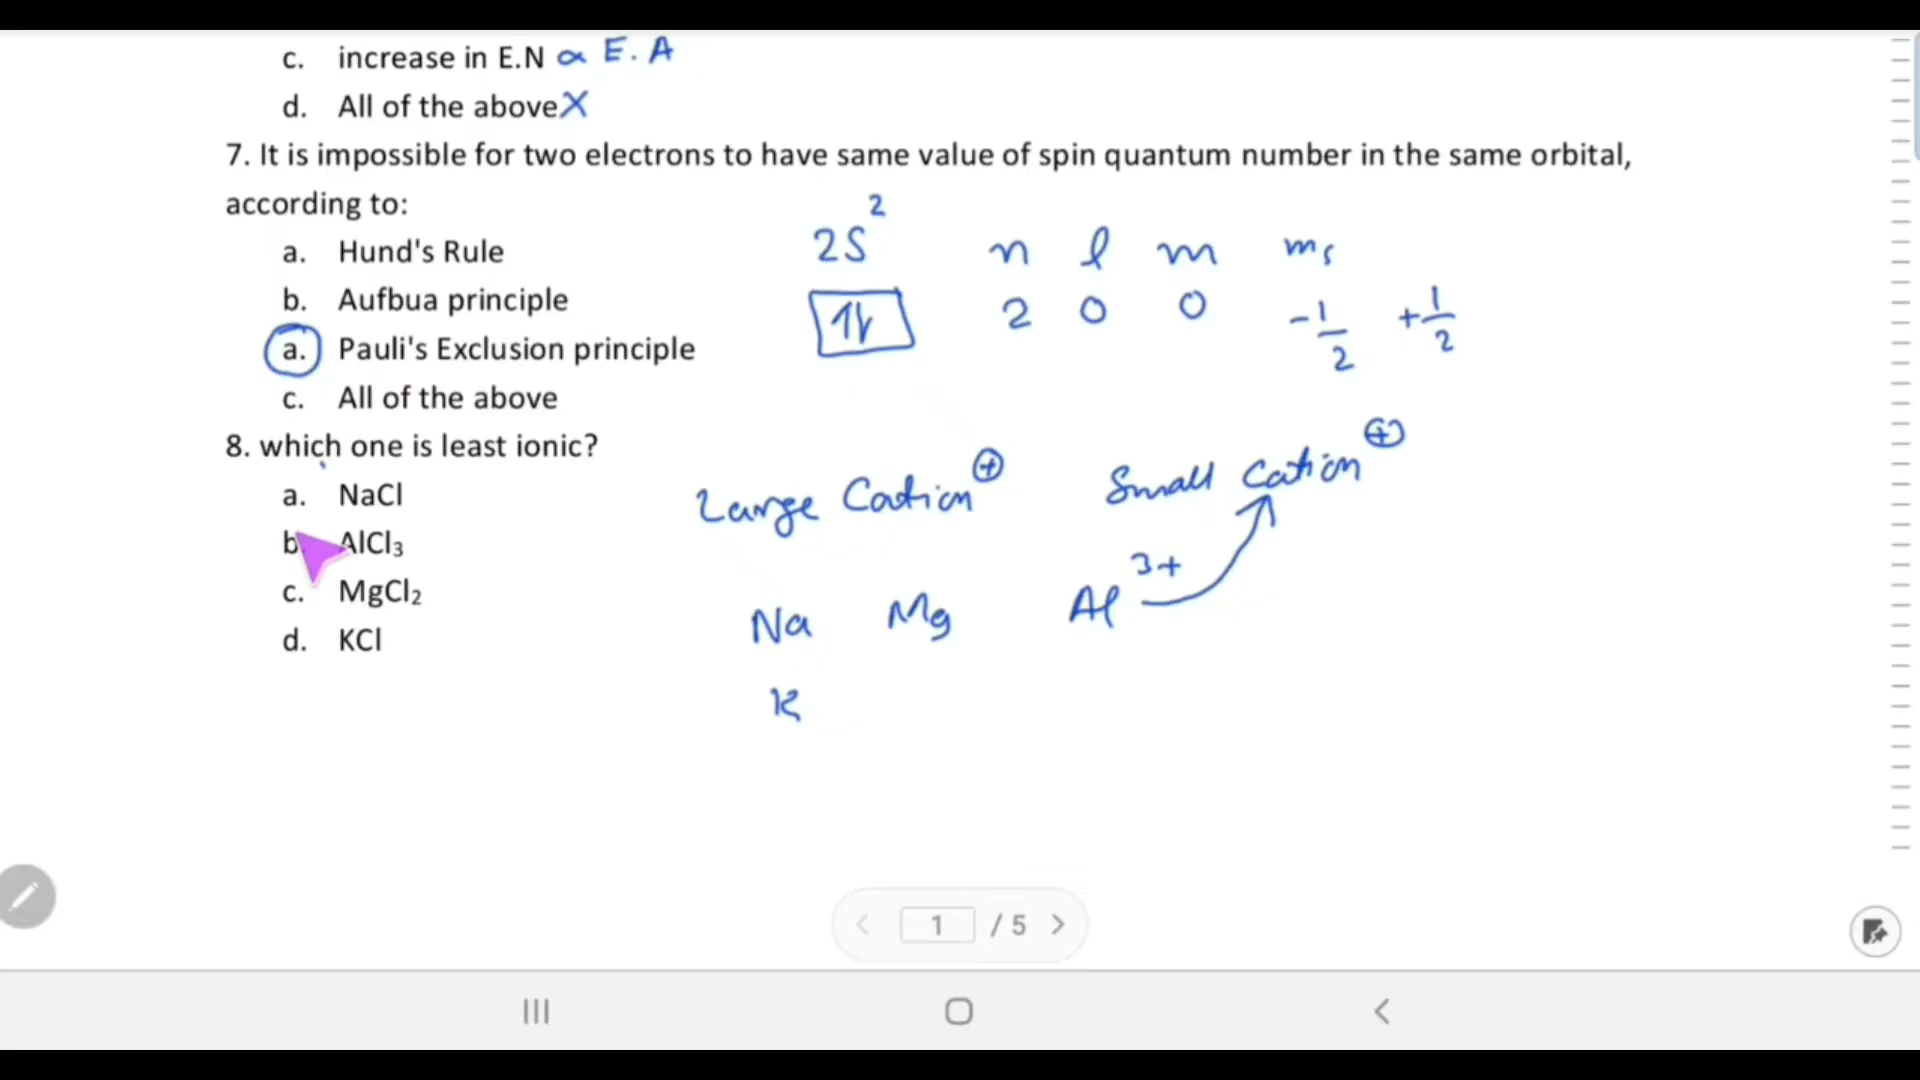 c. increase in E.N ∝ E.A
d. All of the above X
7. It is impossible for two electrons to have same value of spin quantum number in the same orbital,
according to:
a. Hund's Rule
b. Aufbua principle
a. Pauli's Exclusion principle
c. All of the above
2S²
n l m ms
1↿⇂ 2 0 0 -1/2 +1/2
8. which one is least ionic?
a. NaCl
b. AlCl₃
c. MgCl₂
d. KCl
Large Cation ⊕ Small Cation ⊕
Na Mg Al³⁺
K
1 / 5